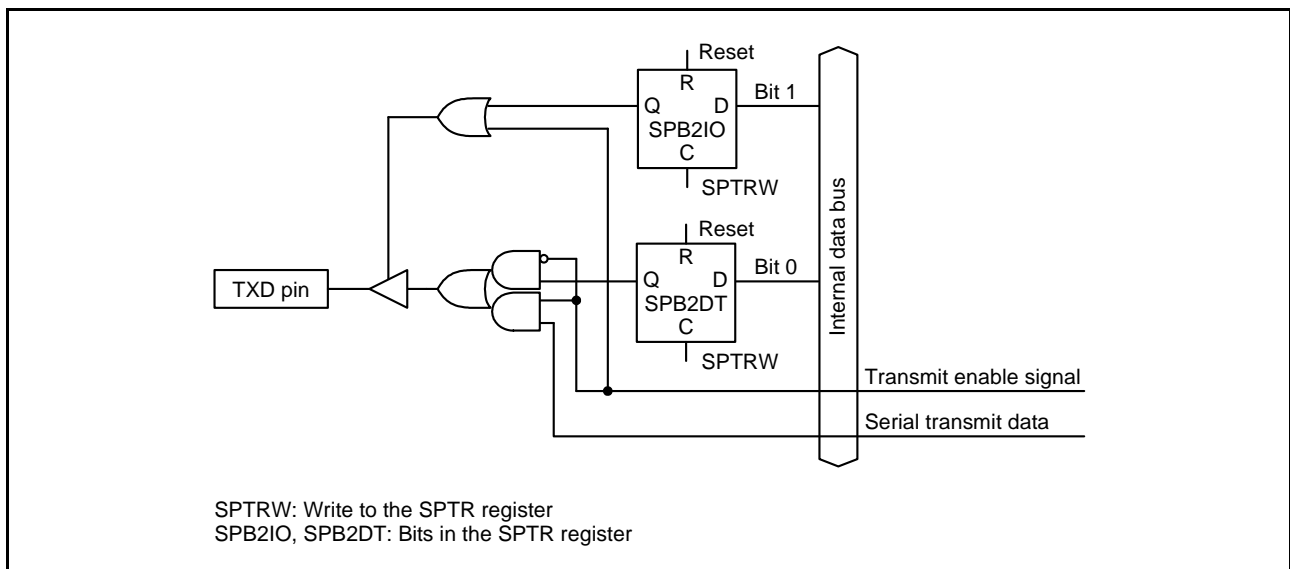 Reset
R
Bit 1
Q D
SPB2IO
C
SPTRW
Reset
R
Bit 0
Q D
SPB2DT
C
SPTRW
TXD pin
Internal data bus
Transmit enable signal
Serial transmit data
SPTRW: Write to the SPTR register
SPB2IO, SPB2DT: Bits in the SPTR register